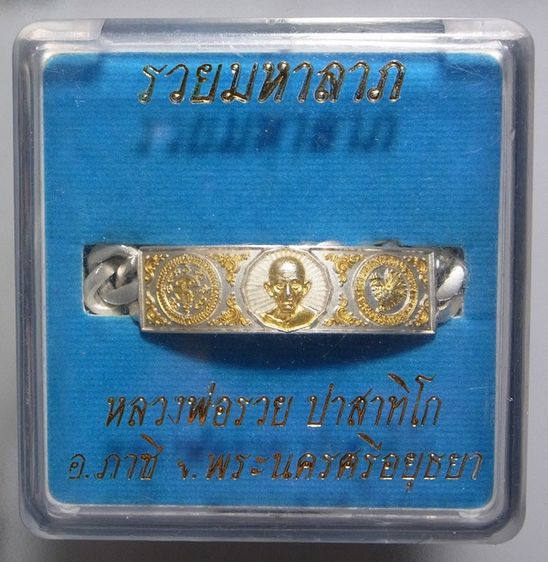 รวยมหาลาภ
หลวงพ่อรวย ปาสาทิโก
อ.ภาชี จ.พระนครศรีอยุธยา